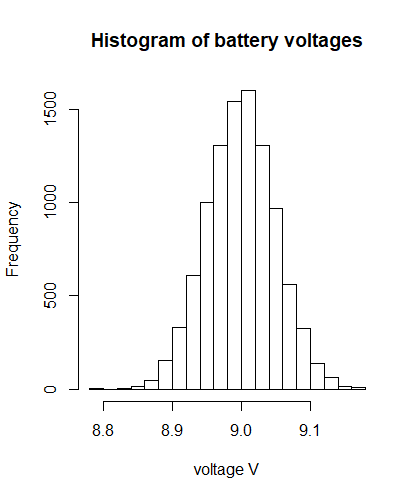 Histogram of battery voltages
1500
1000
500
0
Frequency
8.8 8.9 9.0 9.1
voltage V